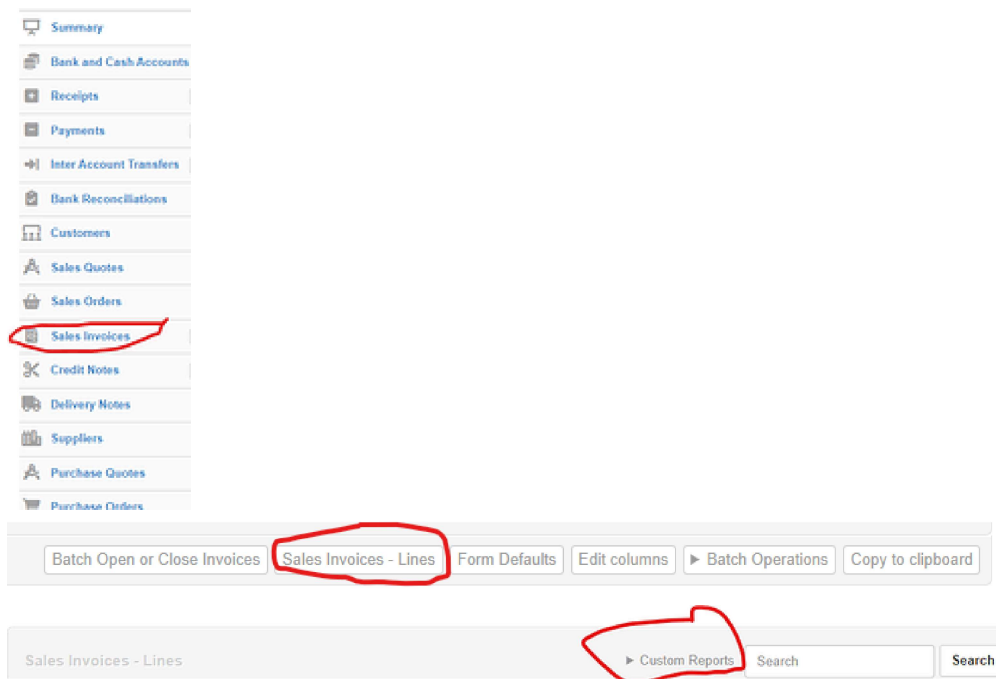 Summary
Bank and Cash Accounts
Receipts
Payments
Inter Account Transfers
Bank Reconciliations
Customers
Sales Quotes
Sales Orders
Sales Invoices
Credit Notes
Delivery Notes
Suppliers
Purchase Quotes
Purchase Orders
Batch Open or Close Invoices Sales Invoices - Lines Form Defaults Edit columns ► Batch Operations Copy to clipboard
Sales Invoices - Lines ► Custom Reports Search Search